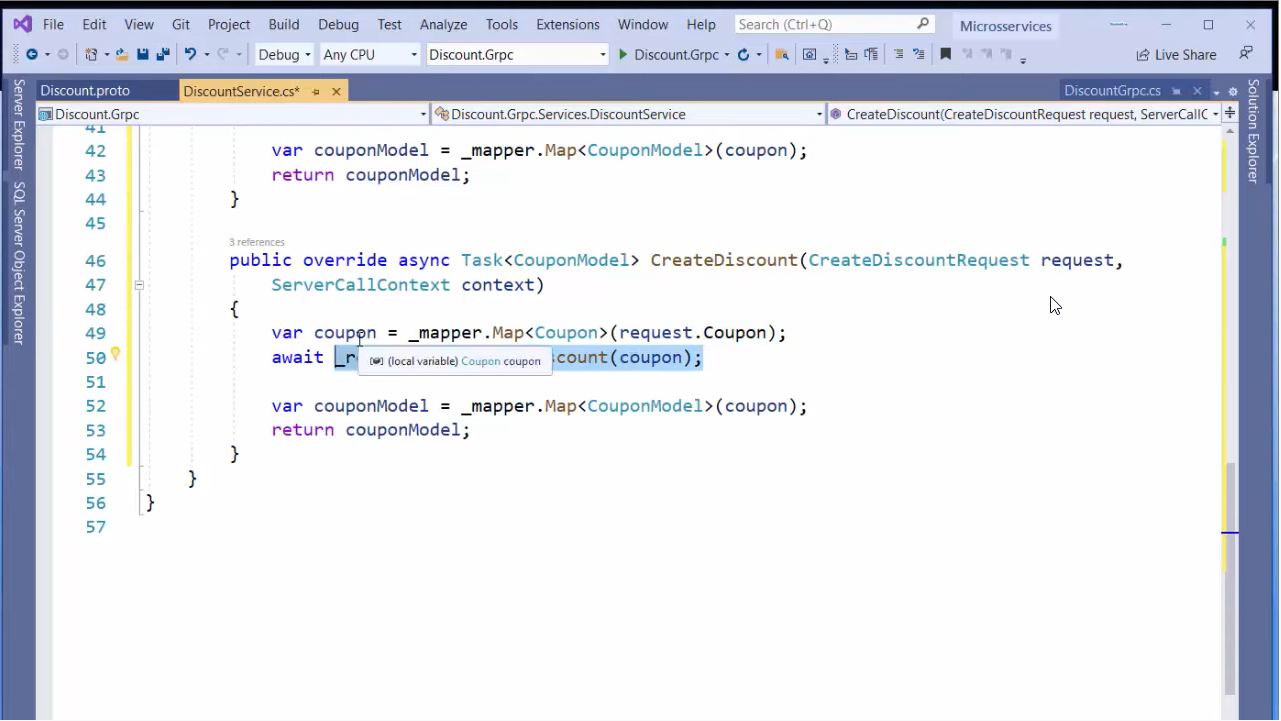 File Edit View Git Project Build Debug Test Analyze Tools Extensions Window Help Search (Ctrl+Q) Microservices
Debug Any CPU Discount.Grpc Discount.Grpc Live Share
Discount.proto DiscountService.cs* DiscountGrpc.cs
Discount.Grpc Discount.Grpc.Services.DiscountService CreateDiscount(CreateDiscountRequest request, ServerCallC
Server Explorer
SQL Server Object Explorer
Solution Explorer
41
42 var couponModel = _mapper.Map<CouponModel>(coupon);
43 return couponModel;
44 }
45
3 references
46 public override async Task<CouponModel> CreateDiscount(CreateDiscountRequest request,
47 ServerCallContext context)
48 {
49 var coupon = _mapper.Map<Coupon>(request.Coupon);
50 await _r scount(coupon);
(local variable) Coupon coupon
51
52 var couponModel = _mapper.Map<CouponModel>(coupon);
53 return couponModel;
54 }
55 }
56 }
57